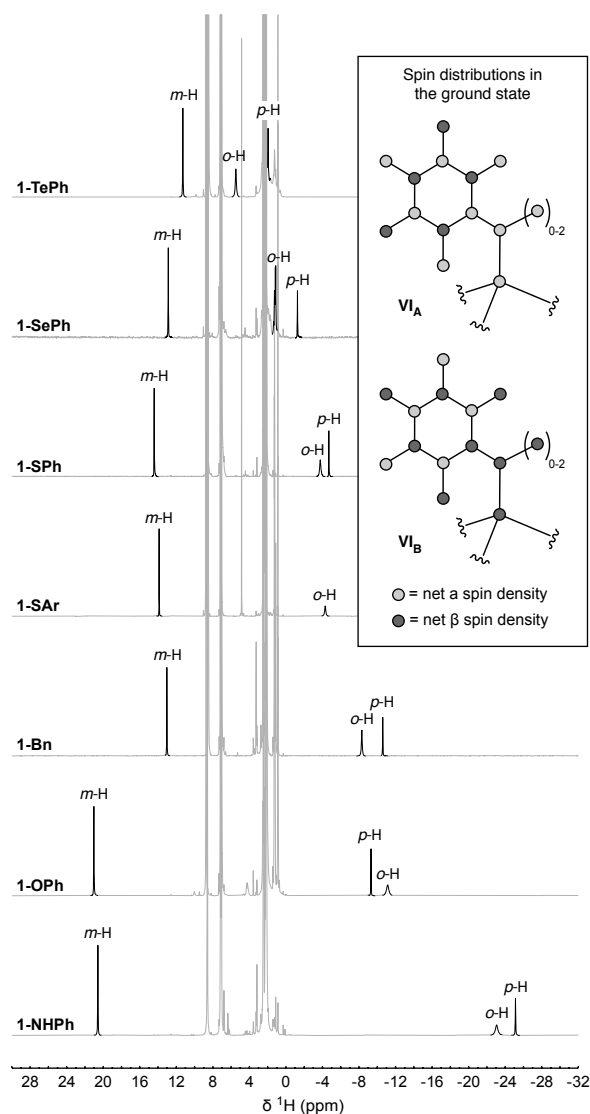 Spin distributions in
the ground state
m-H
p-H
o-H
1-TePh
( )
0-2
VI_A
m-H
o-H
p-H
1-SePh
m-H
p-H
o-H
1-SPh
( )
0-2
VI_B
m-H
o-H
1-SAr
= net a spin density
= net β spin density
m-H
p-H
o-H
1-Bn
m-H
p-H
o-H
1-OPh
m-H
p-H
o-H
1-NHPh
28 24 20 16 12 8 4 0 -4 -8 -12 -16 -20 -24 -28 -32
δ ¹H (ppm)